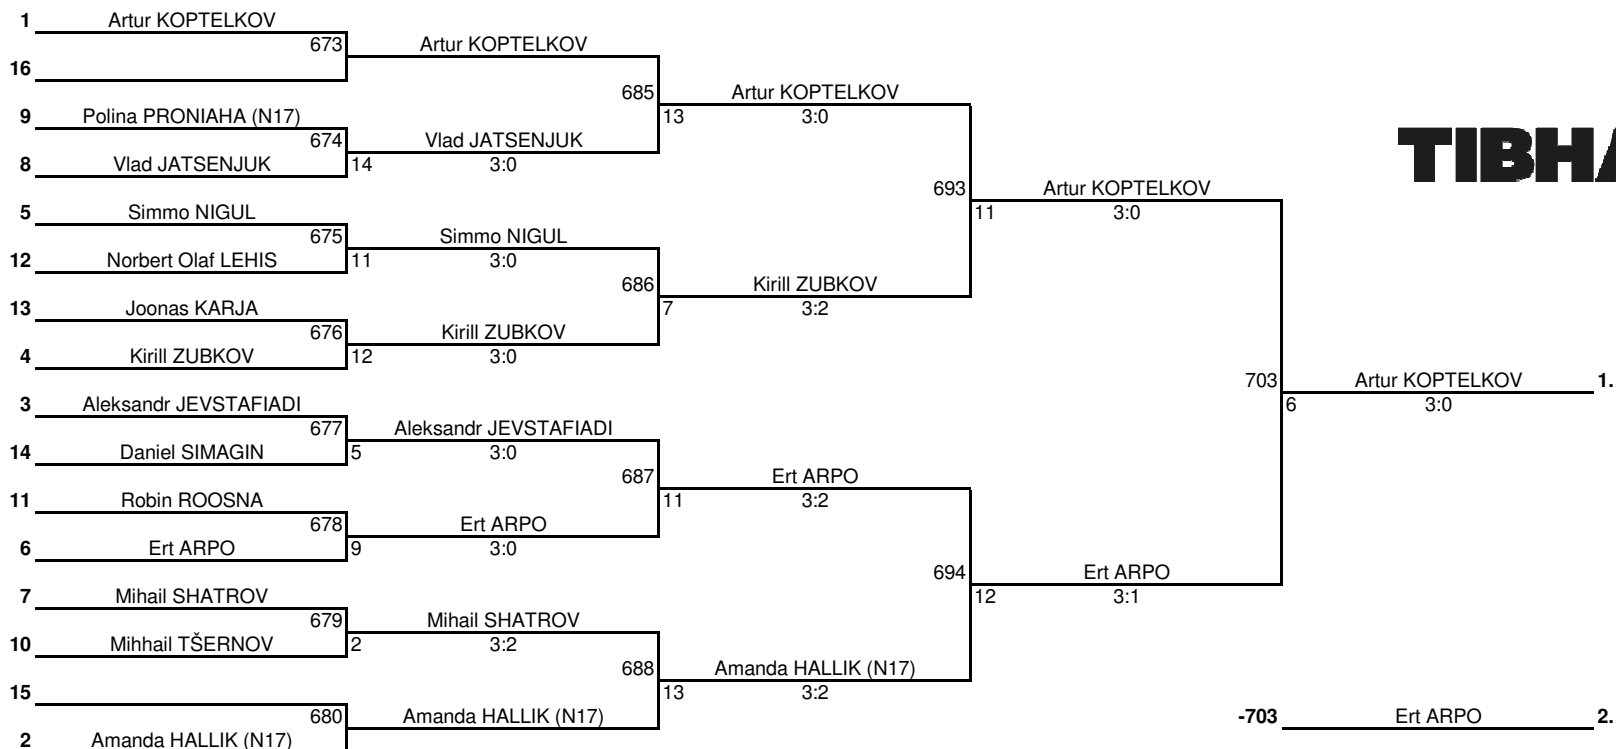 1 Artur KOPTELKOV
673 Artur KOPTELKOV
16
685 Artur KOPTELKOV
9 Polina PRONIAHA (N17) 13 3:0
674 Vlad JATSENJUK
8 Vlad JATSENJUK 14 3:0
TIBHA
693 Artur KOPTELKOV
5 Simmo NIGUL 11 3:0
675 Simmo NIGUL
12 Norbert Olaf LEHIS 11 3:0
686 Kirill ZUBKOV
13 Joonas KARJA 7 3:2
676 Kirill ZUBKOV
4 Kirill ZUBKOV 12 3:0
703 Artur KOPTELKOV 1.
3 Aleksandr JEVSTAFIADI 6 3:0
677 Aleksandr JEVSTAFIADI
14 Daniel SIMAGIN 5 3:0
687 Ert ARPO
11 Robin ROOSNA 11 3:2
678 Ert ARPO
6 Ert ARPO 9 3:0
694 Ert ARPO
7 Mihail SHATROV 12 3:1
679 Mihail SHATROV
10 Mihhail TŠERNOV 2 3:2
688 Amanda HALLIK (N17)
15 13 3:2
680 Amanda HALLIK (N17) -703 Ert ARPO 2.
2 Amanda HALLIK (N17)